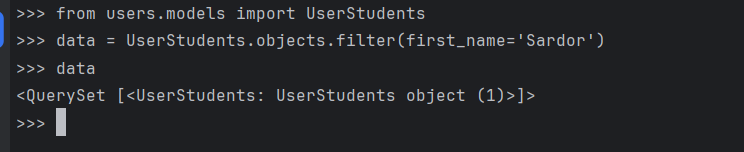 >>> from users.models import UserStudents
>>> data = UserStudents.objects.filter(first_name='Sardor')
>>> data
<QuerySet [<UserStudents: UserStudents object (1)>]>
>>>